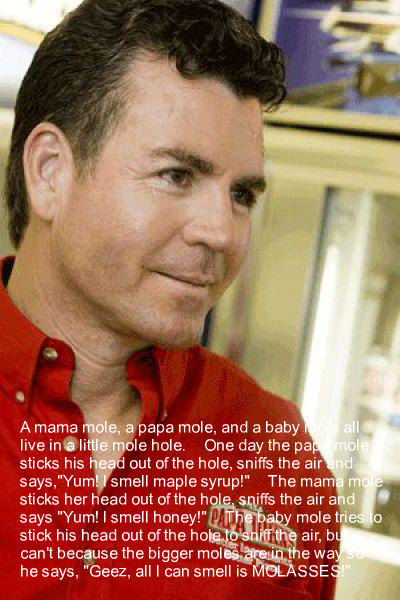 A mama mole, a papa mole, and a baby mole all
live in a little mole hole. One day the papa mole
sticks his head out of the hole, sniffs the air and
says,"Yum! I smell maple syrup!" The mama mole
sticks her head out of the hole, sniffs the air and
says "Yum! I smell honey!" The baby mole tries to
stick his head out of the hole to sniff the air, but
can't because the bigger moles are in the way so
he says, "Geez, all I can smell is MOLASSES!"
PAPA JOHN'S